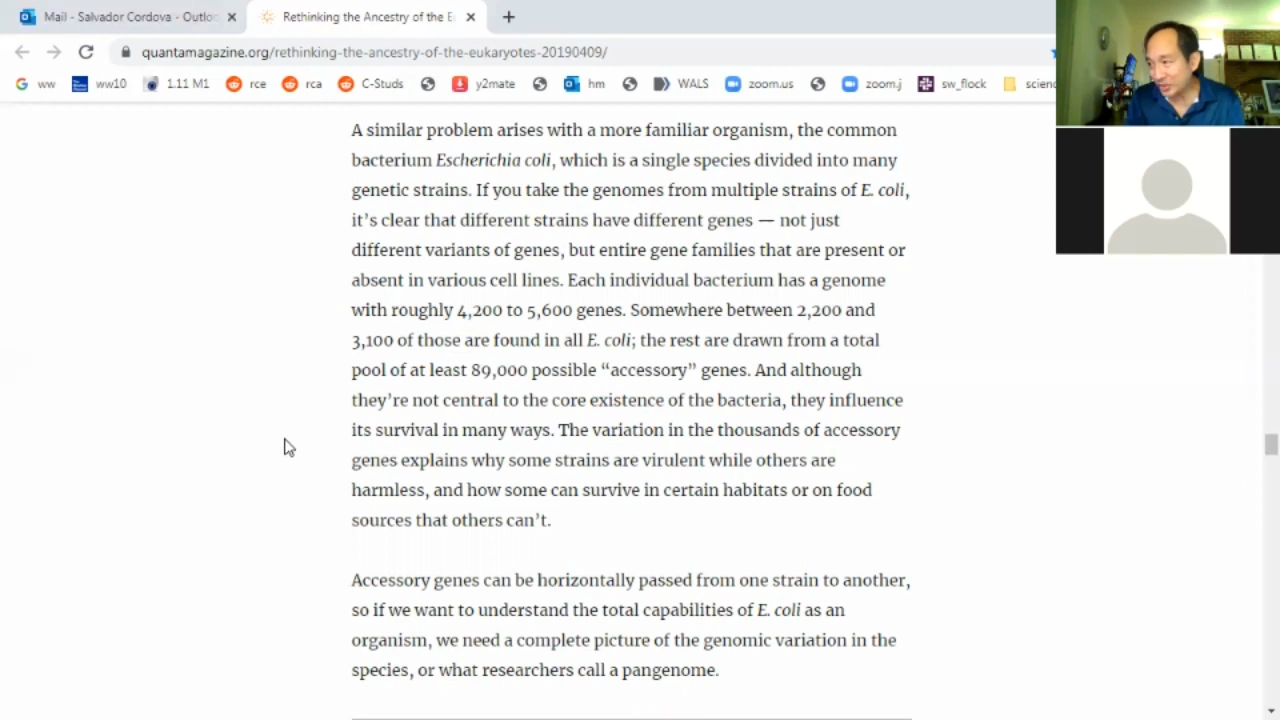 Mail - Salvador Cordova - Outlo
Rethinking the Ancestry of the E
quantamagazine.org/rethinking-the-ancestry-of-the-eukaryotes-20190409/
ww ww10 1.11 M1 rce rca C-Studs y2mate hm WALS zoom.us zoom.j sw_flock scienc
A similar problem arises with a more familiar organism, the common
bacterium Escherichia coli, which is a single species divided into many
genetic strains. If you take the genomes from multiple strains of E. coli,
it’s clear that different strains have different genes — not just
different variants of genes, but entire gene families that are present or
absent in various cell lines. Each individual bacterium has a genome
with roughly 4,200 to 5,600 genes. Somewhere between 2,200 and
3,100 of those are found in all E. coli; the rest are drawn from a total
pool of at least 89,000 possible “accessory” genes. And although
they’re not central to the core existence of the bacteria, they influence
its survival in many ways. The variation in the thousands of accessory
genes explains why some strains are virulent while others are
harmless, and how some can survive in certain habitats or on food
sources that others can’t.
Accessory genes can be horizontally passed from one strain to another,
so if we want to understand the total capabilities of E. coli as an
organism, we need a complete picture of the genomic variation in the
species, or what researchers call a pangenome.